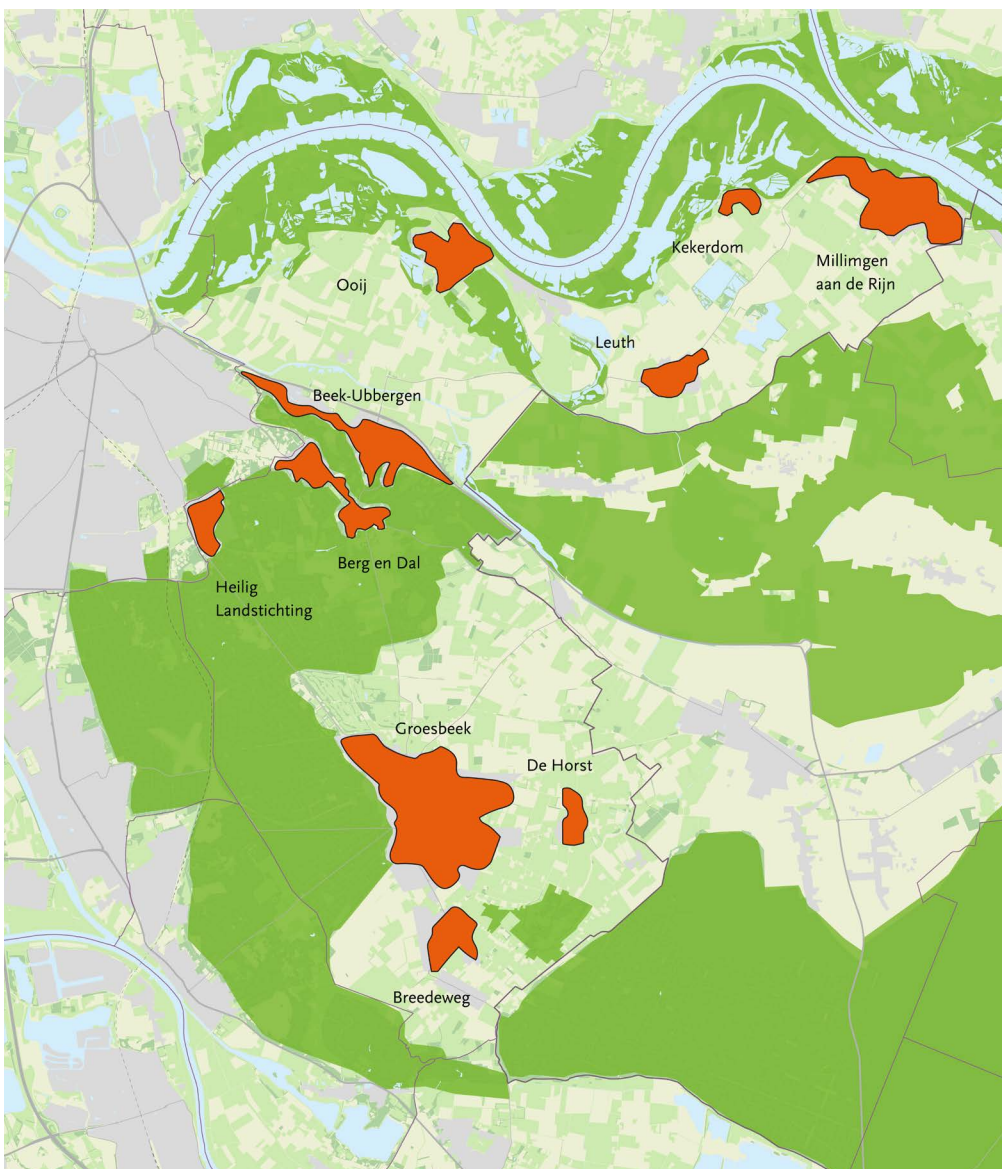 Kekerdom
Millimgen
aan de Rijn
Ooij
Leuth
Beek-Ubbergen
Berg en Dal
Heilig
Landstichting
Groesbeek
De Horst
Breedeweg